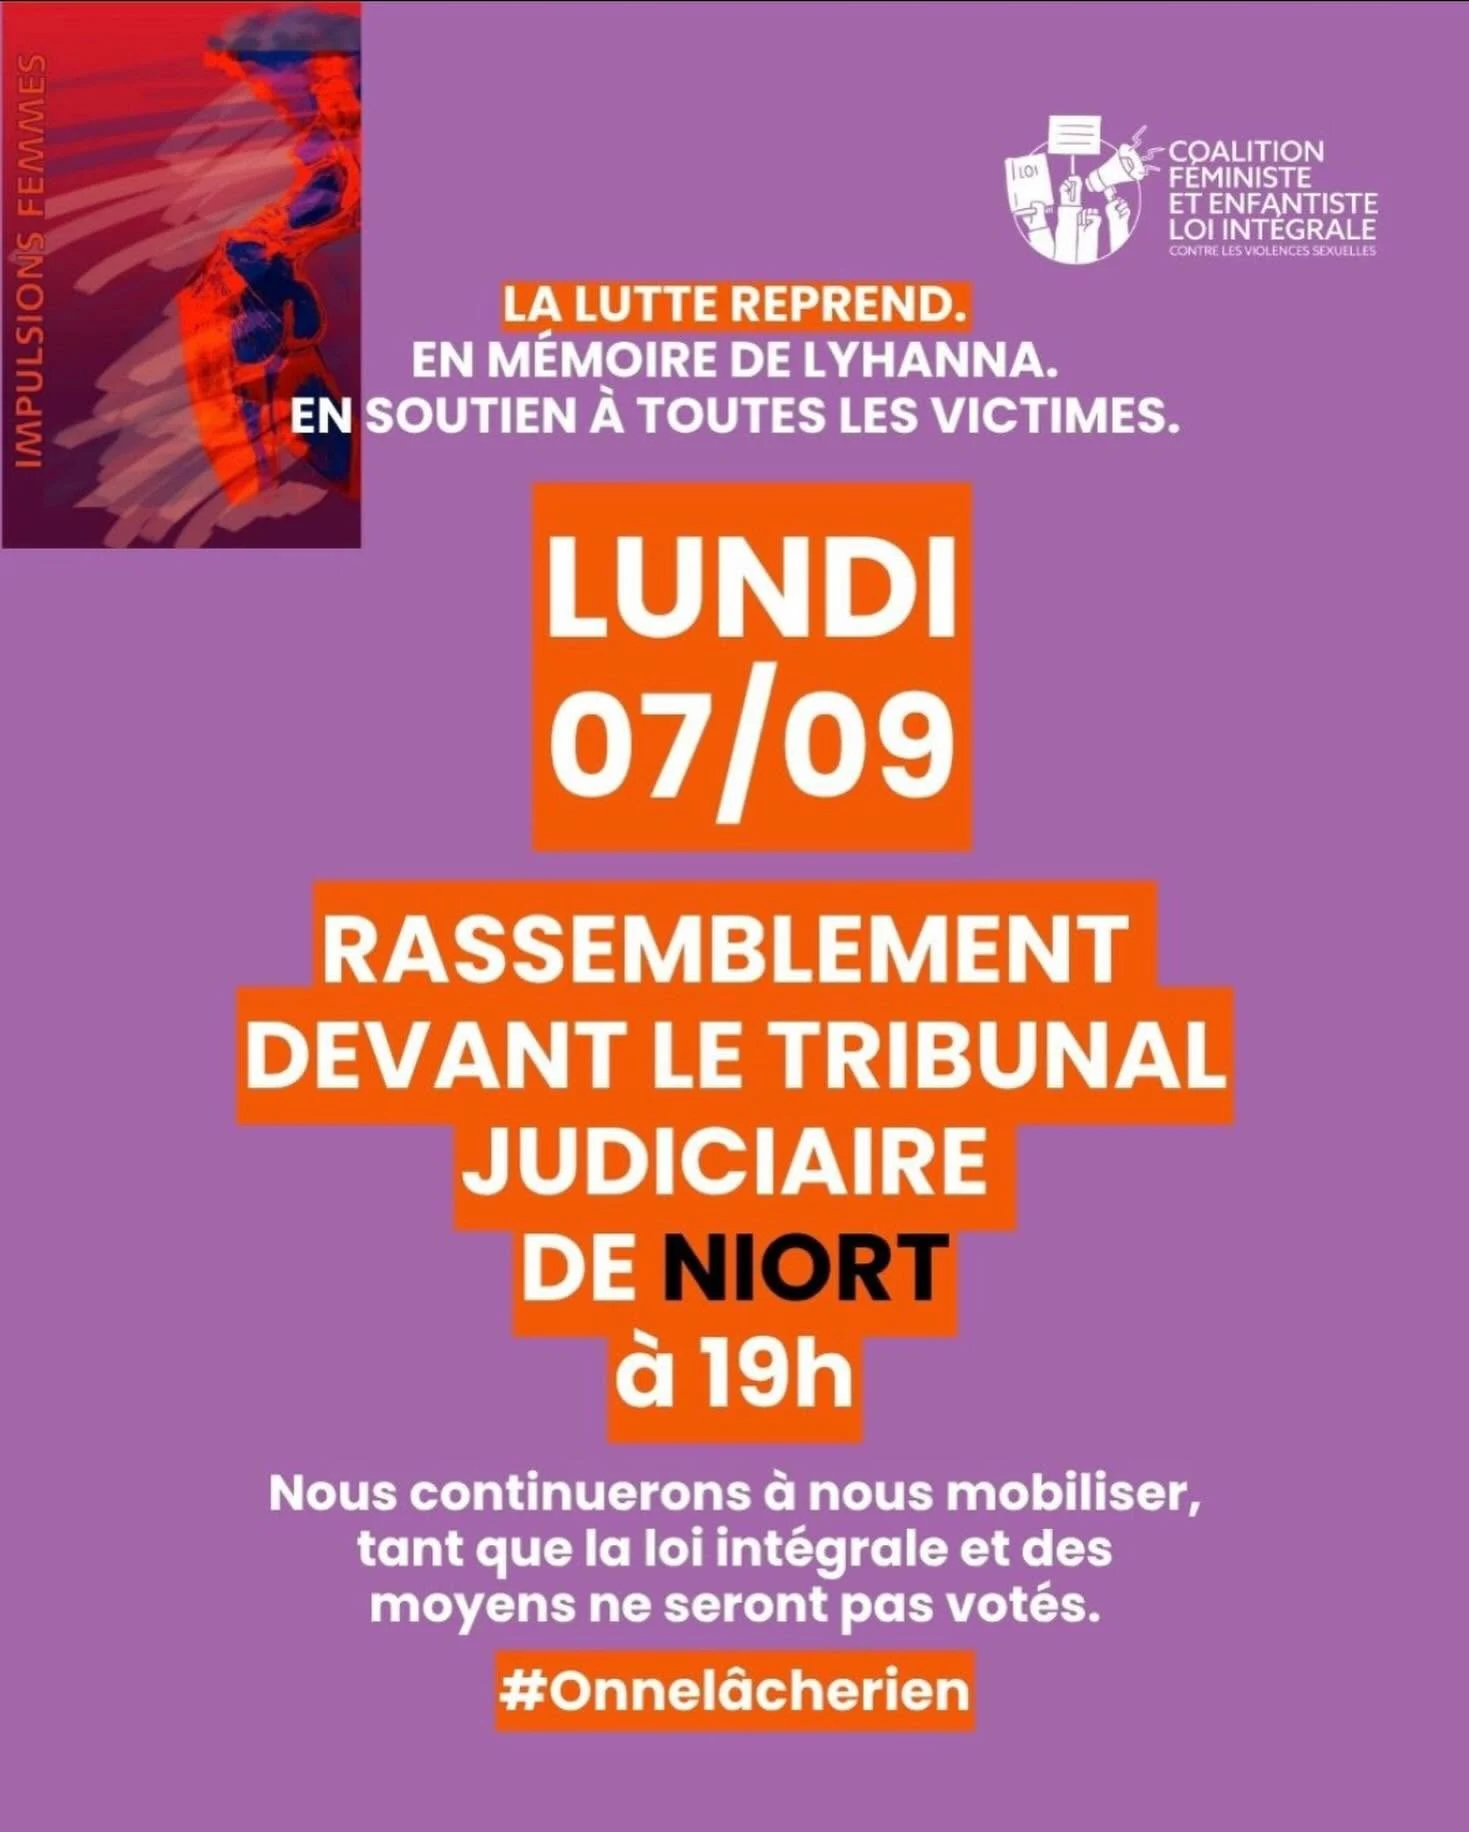 IMPULSIONS FEMMES
LOI
COALITION
FÉMINISTE
ET ENFANTISTE
LOI INTÉGRALE
CONTRE LES VIOLENCES SEXUELLES
LA LUTTE REPREND.
EN MÉMOIRE DE LYHANNA.
EN SOUTIEN À TOUTES LES VICTIMES.
LUNDI
07/09
RASSEMBLEMENT
DEVANT LE TRIBUNAL
JUDICIAIRE
DE NIORT
à 19h
Nous continuerons à nous mobiliser,
tant que la loi intégrale et des
moyens ne seront pas votés.
#Onnelâcherien